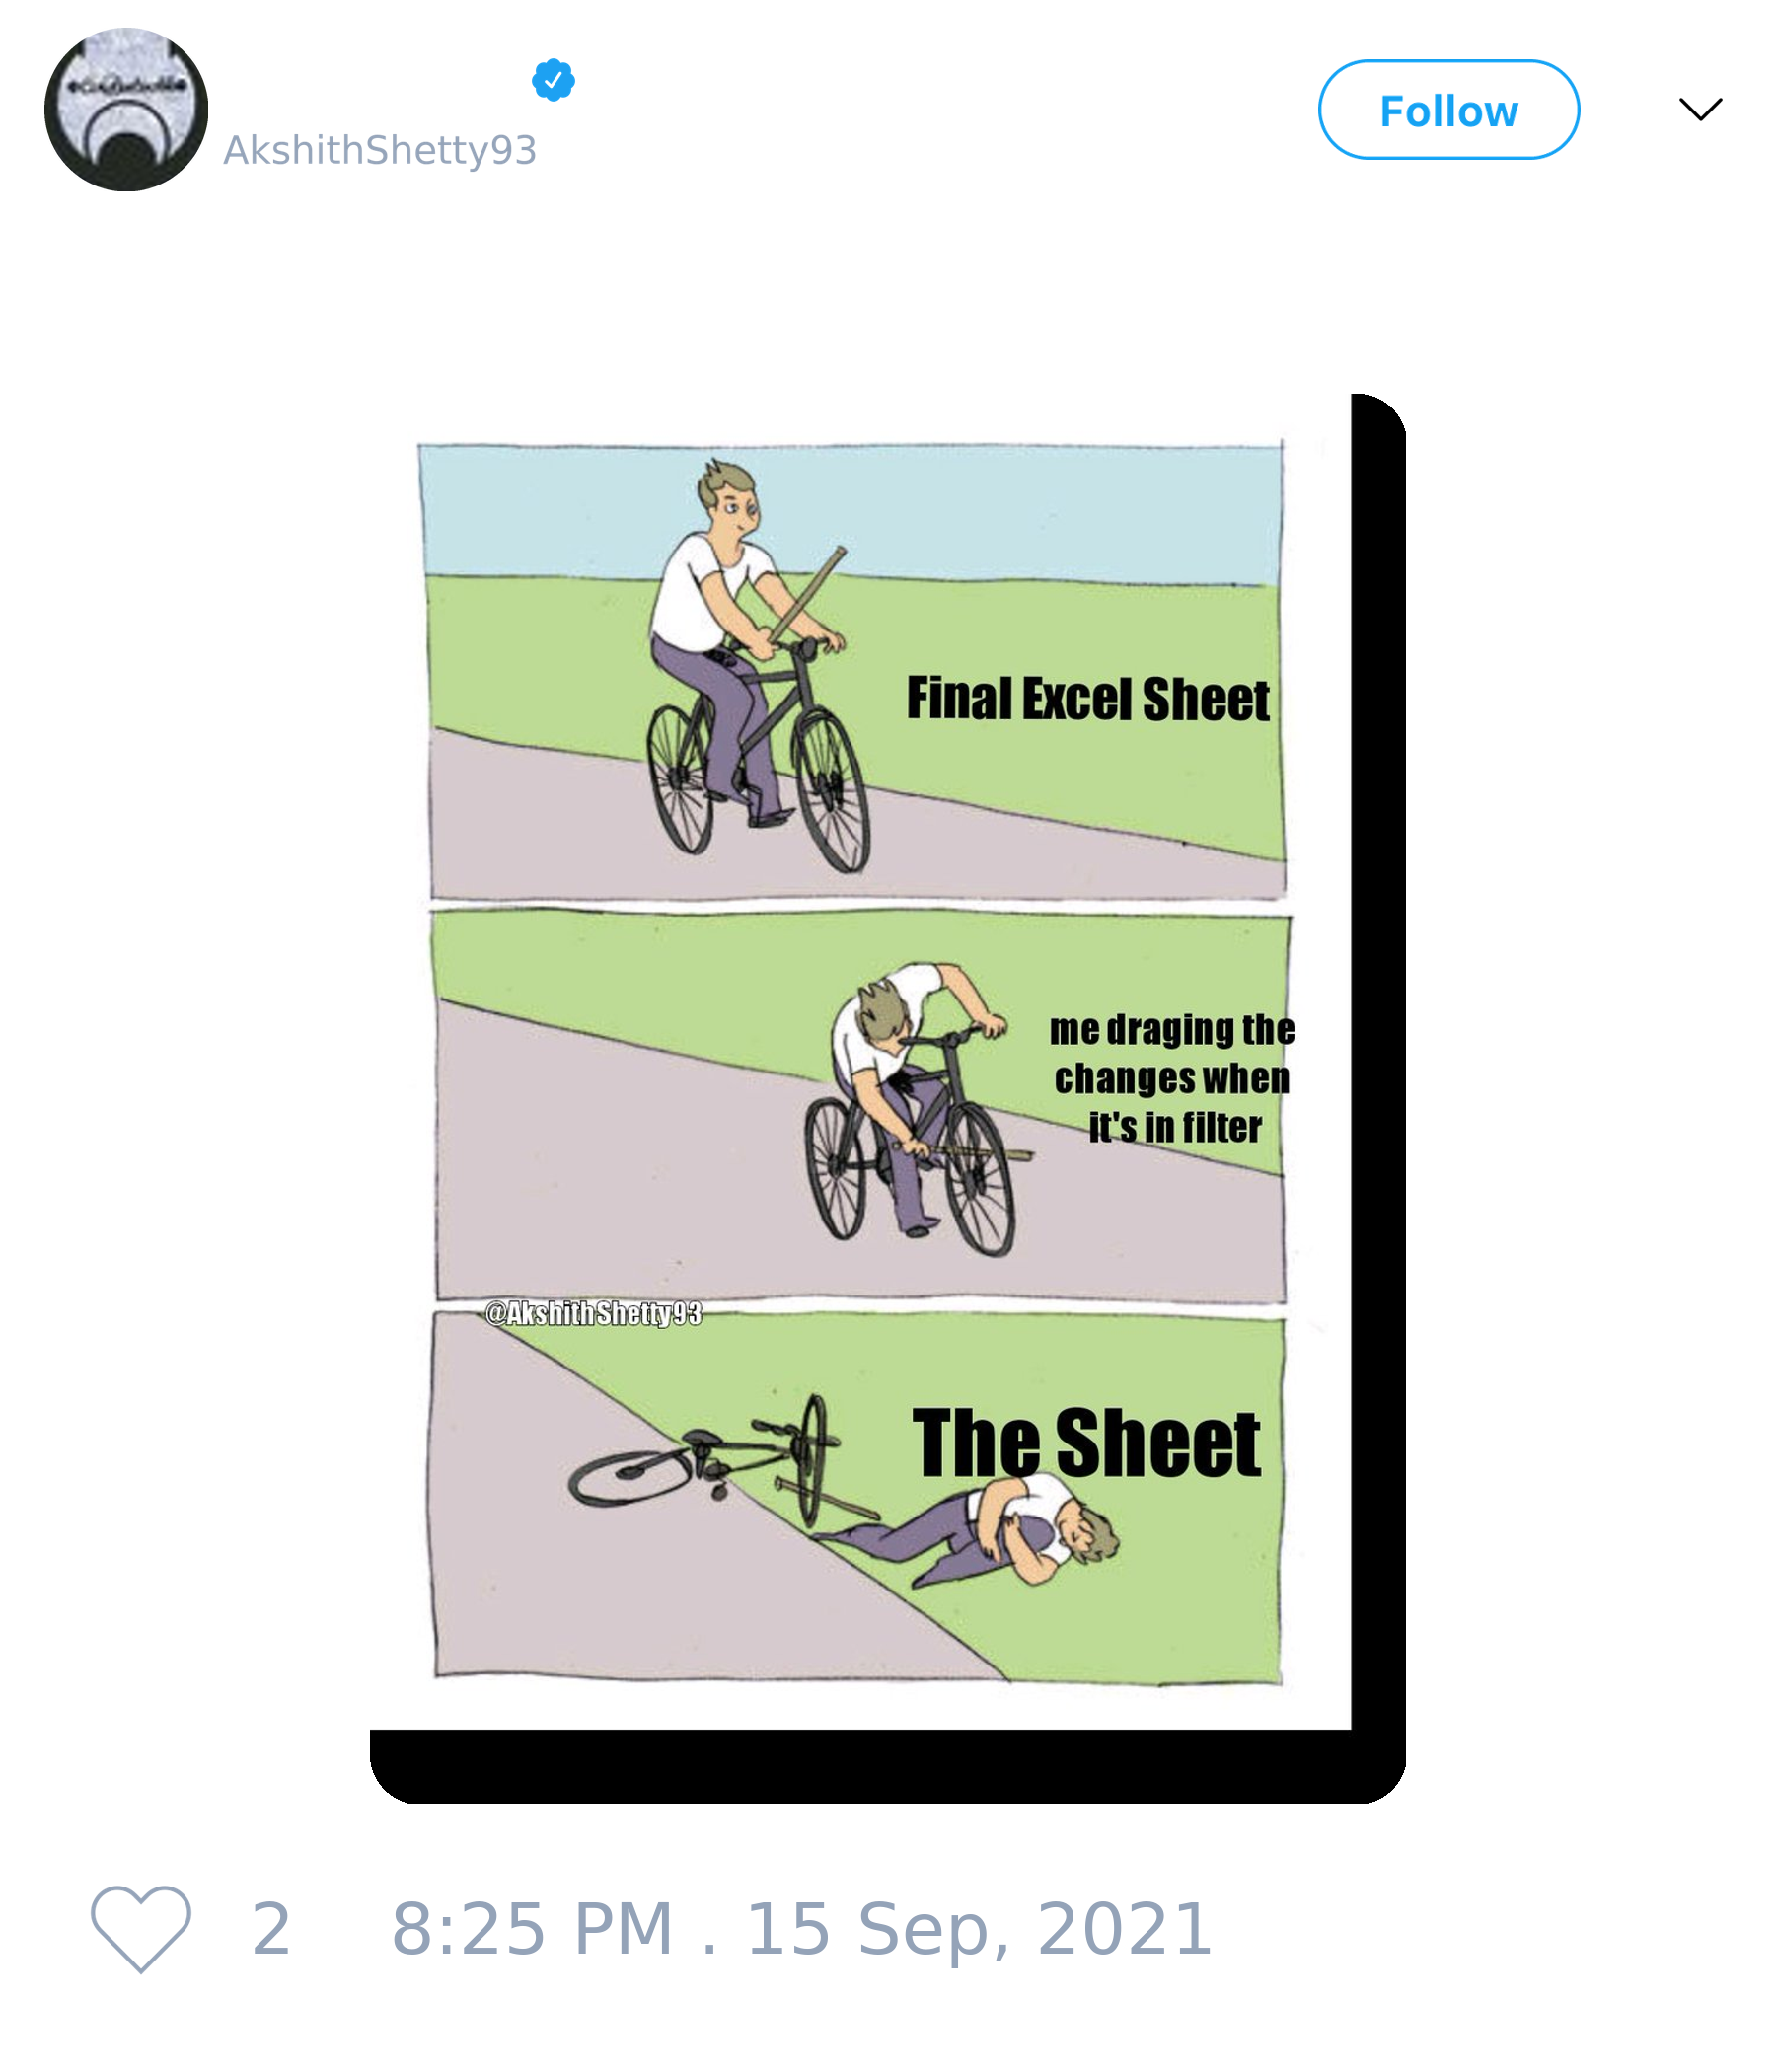 AkshithShetty93
Follow
Final Excel Sheet
me draging the
changes when
it's in filter
@AkshithShetty93
The Sheet
2 8:25 PM . 15 Sep, 2021